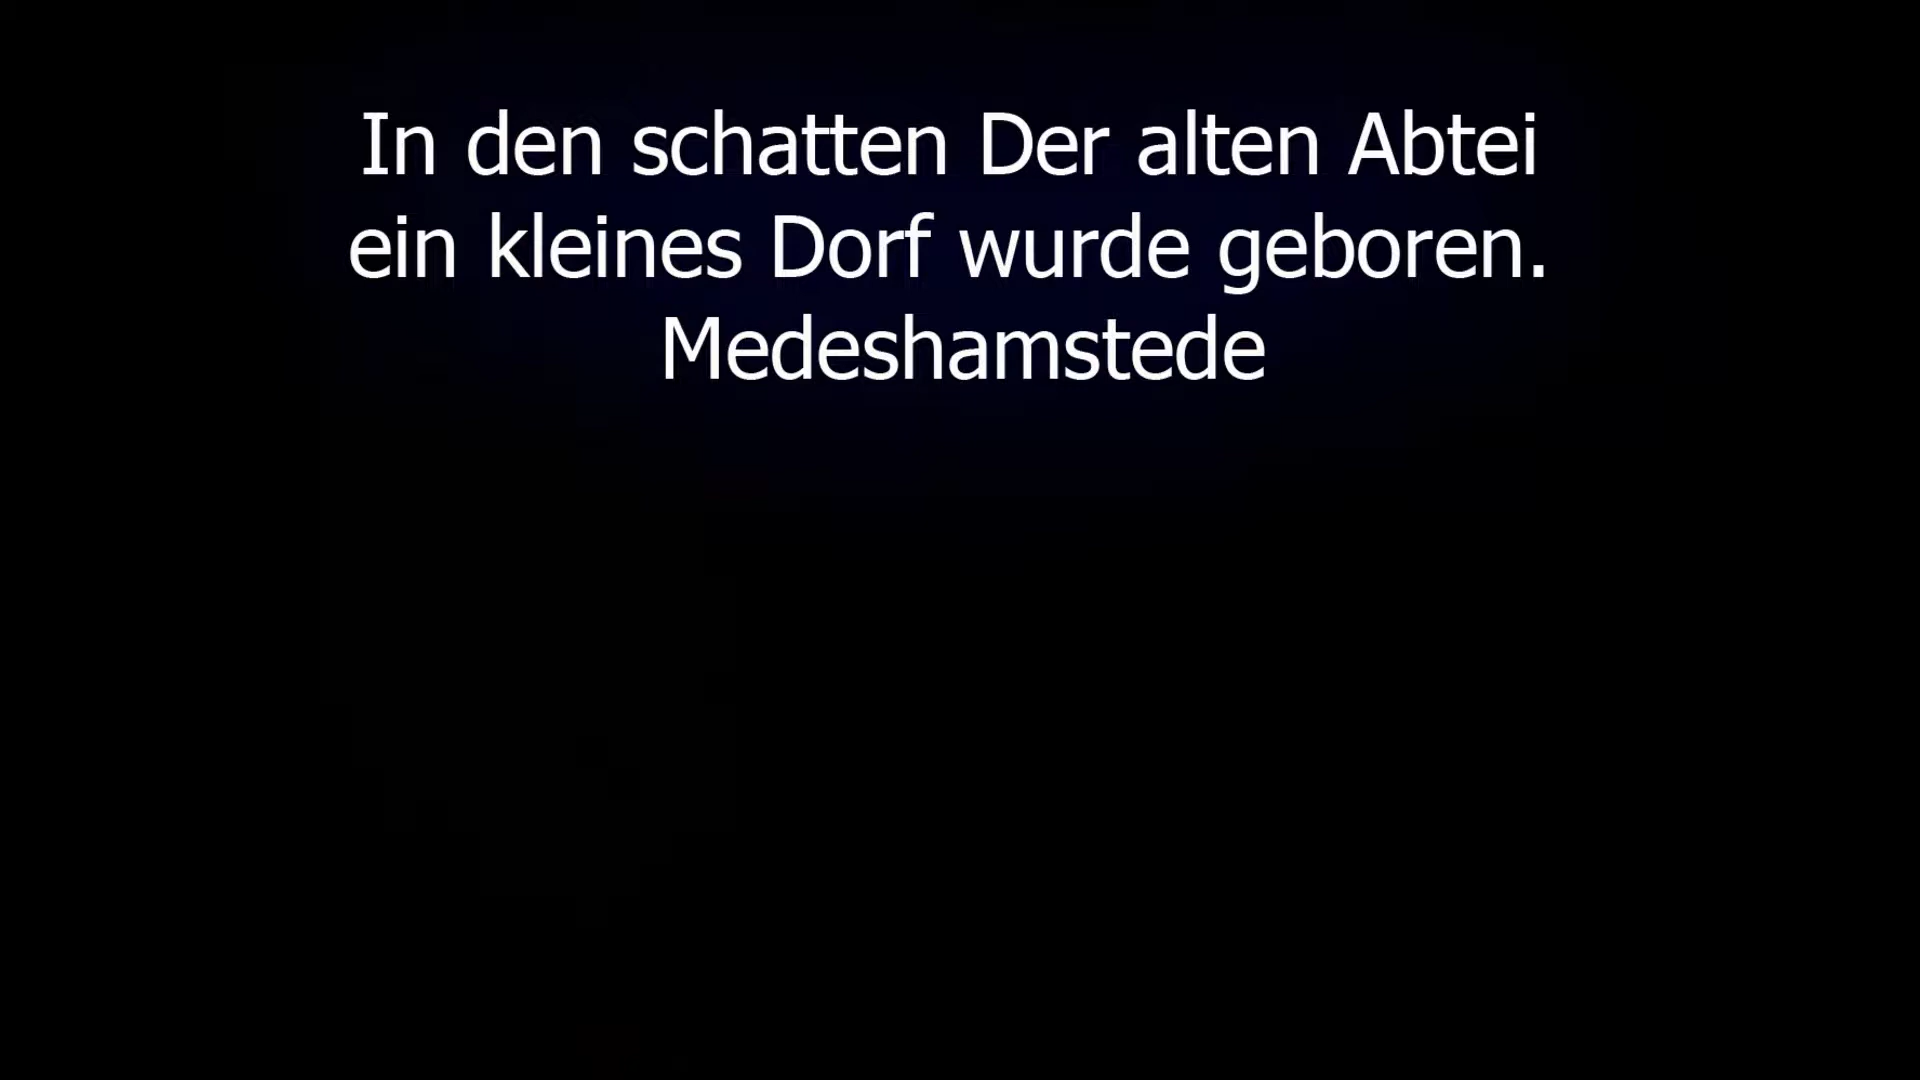 In den schatten Der alten Abtei
ein kleines Dorf wurde geboren.
Medeshamstede